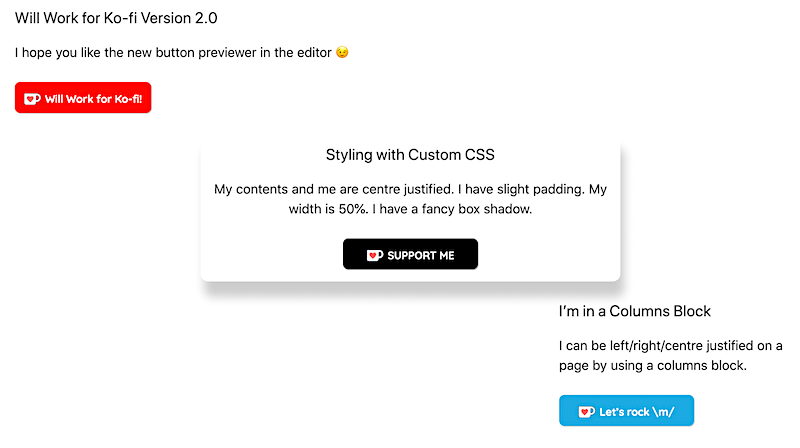 Will Work for Ko-fi Version 2.0
I hope you like the new button previewer in the editor 😉
Will Work for Ko-fi!
Styling with Custom CSS
My contents and me are centre justified. I have slight padding. My
width is 50%. I have a fancy box shadow.
SUPPORT ME
I’m in a Columns Block
I can be left/right/centre justified on a
page by using a columns block.
Let's rock \m/